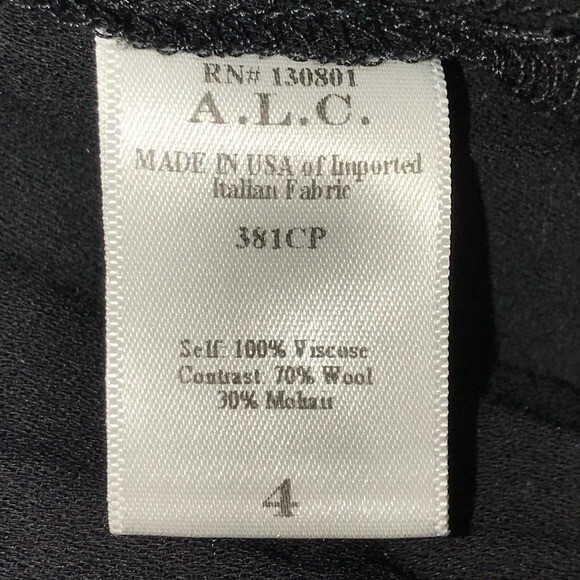 RN# 130801
A.L.C.
MADE IN USA of Imported
Italian Fabric
381CP
Self: 100% Viscose
Contrast: 70% Wool
30% Mohair
4